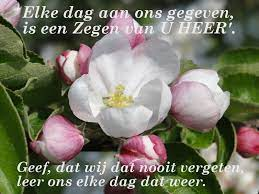 "Elke dag aan ons gegeven,
is een Zegen van U HEER'.
Geef, dat wij dai nooit vergeten,
leer ons elke dag dat weer.